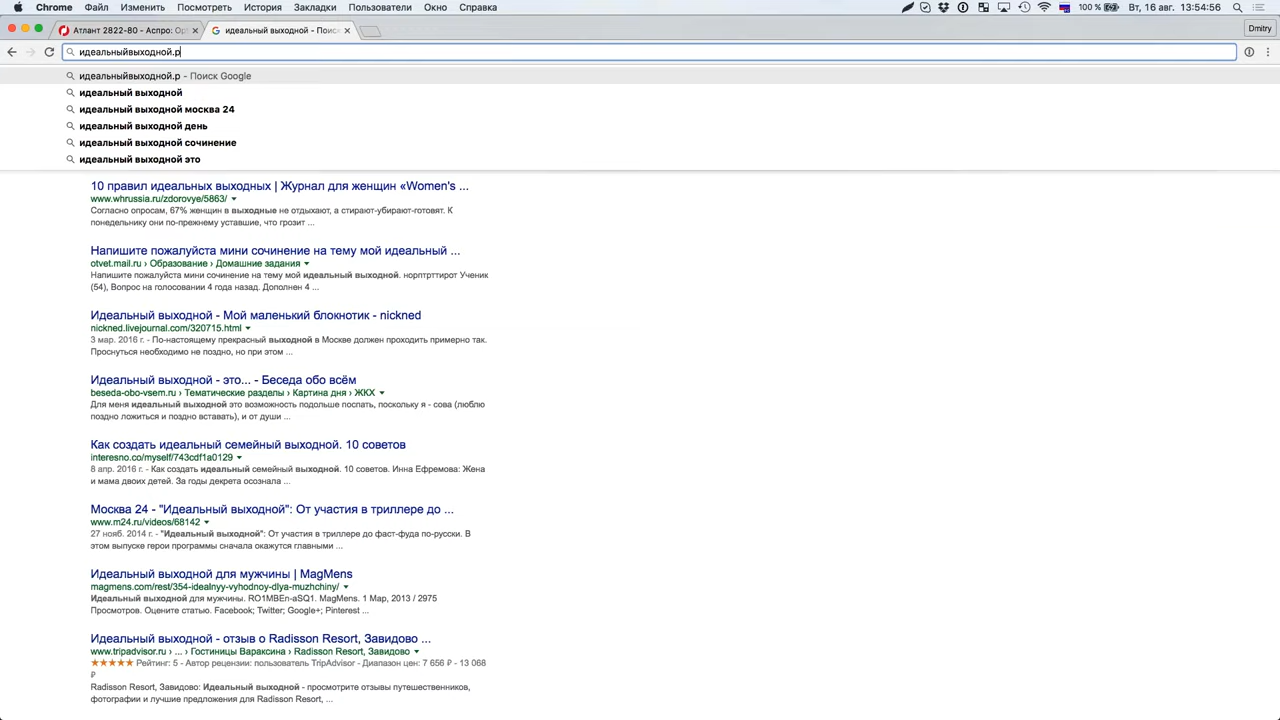 Chrome Файл Изменить Посмотреть История Закладки Пользователи Окно Справка 100 % Вт, 16 авг. 13:54:56
Атлант 2822-80 - Аспро: Opt
идеальный выходной - Поис
Dmitry
идеальныйвыходной.р
идеальныйвыходной.р - Поиск Google
идеальный выходной
идеальный выходной москва 24
идеальный выходной день
идеальный выходной сочинение
идеальный выходной это
10 правил идеальных выходных | Журнал для женщин «Women's ...
www.whrussia.ru/zdorovye/5863/
Согласно опросам, 67% женщин в выходные не отдыхают, а стирают-убирают-готовят. К
понедельнику они по-прежнему уставшие, что грозит ...
Напишите пожалуйста мини сочинение на тему мой идеальный ...
otvet.mail.ru › Образование › Домашние задания
Напишите пожалуйста мини сочинение на тему мой идеальный выходной. норпртттирот Ученик
(54), Вопрос на голосовании 4 года назад. Дополнен 4 ...
Идеальный выходной - Мой маленький блокнотик - nickned
nickned.livejournal.com/320715.html
3 мар. 2016 г. - По-настоящему прекрасный выходной в Москве должен проходить примерно так.
Проснуться необходимо не поздно, но при этом ...
Идеальный выходной - это... - Беседа обо всём
beseda-obo-vsem.ru › Тематические разделы › Картина дня › ЖКХ
Для меня идеальный выходной это возможность подольше поспать, поскольку я - сова (люблю
поздно ложиться и поздно вставать), и от души ...
Как создать идеальный семейный выходной. 10 советов
interesno.co/myself/743cdf1a0129
8 апр. 2016 г. - Как создать идеальный семейный выходной. 10 советов. Инна Ефремова: Жена
и мама двоих детей. За годы декрета осознала ...
Москва 24 - "Идеальный выходной": От участия в триллере до ...
www.m24.ru/videos/68142
27 нояб. 2014 г. - "Идеальный выходной": От участия в триллере до фаст-фуда по-русски. В
этом выпуске герои программы сначала окажутся главными ...
Идеальный выходной для мужчины | MagMens
magmens.com/rest/354-idealnyy-vyhodnoy-dlya-muzhchiny/
Идеальный выходной для мужчины. RO1MBEn-aSQ1. MagMens. 1 Мар, 2013 / 2975
Просмотров. Оцените статью. Facebook; Twitter; Google+; Pinterest ...
Идеальный выходной - отзыв о Radisson Resort, Завидово ...
www.tripadvisor.ru › ... › Гостиницы Вараксина › Radisson Resort, Завидово
Рейтинг: 5 - Автор рецензии: пользователь TripAdvisor - Диапазон цен: 7 656 ₽ - 13 068
₽
Radisson Resort, Завидово: Идеальный выходной - просмотрите отзывы путешественников,
фотографии и лучшие предложения для Radisson Resort, ...